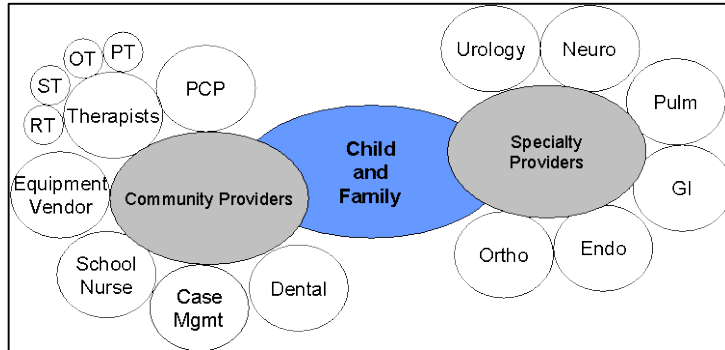 PT
OT
ST
RT
Therapists
PCP
Equipment
Vendor
Community Providers
School
Nurse
Case
Mgmt
Dental
Child
and
Family
Urology
Neuro
Pulm
Specialty
Providers
GI
Ortho
Endo